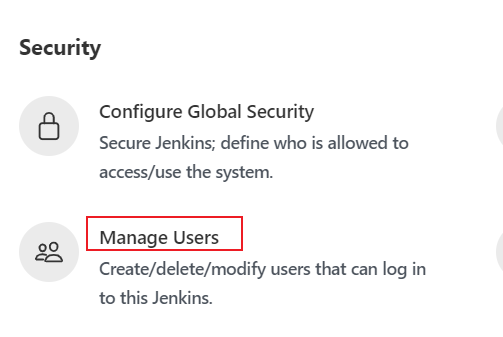 Security
Configure Global Security
Secure Jenkins; define who is allowed to
access/use the system.
Manage Users
Create/delete/modify users that can log in
to this Jenkins.